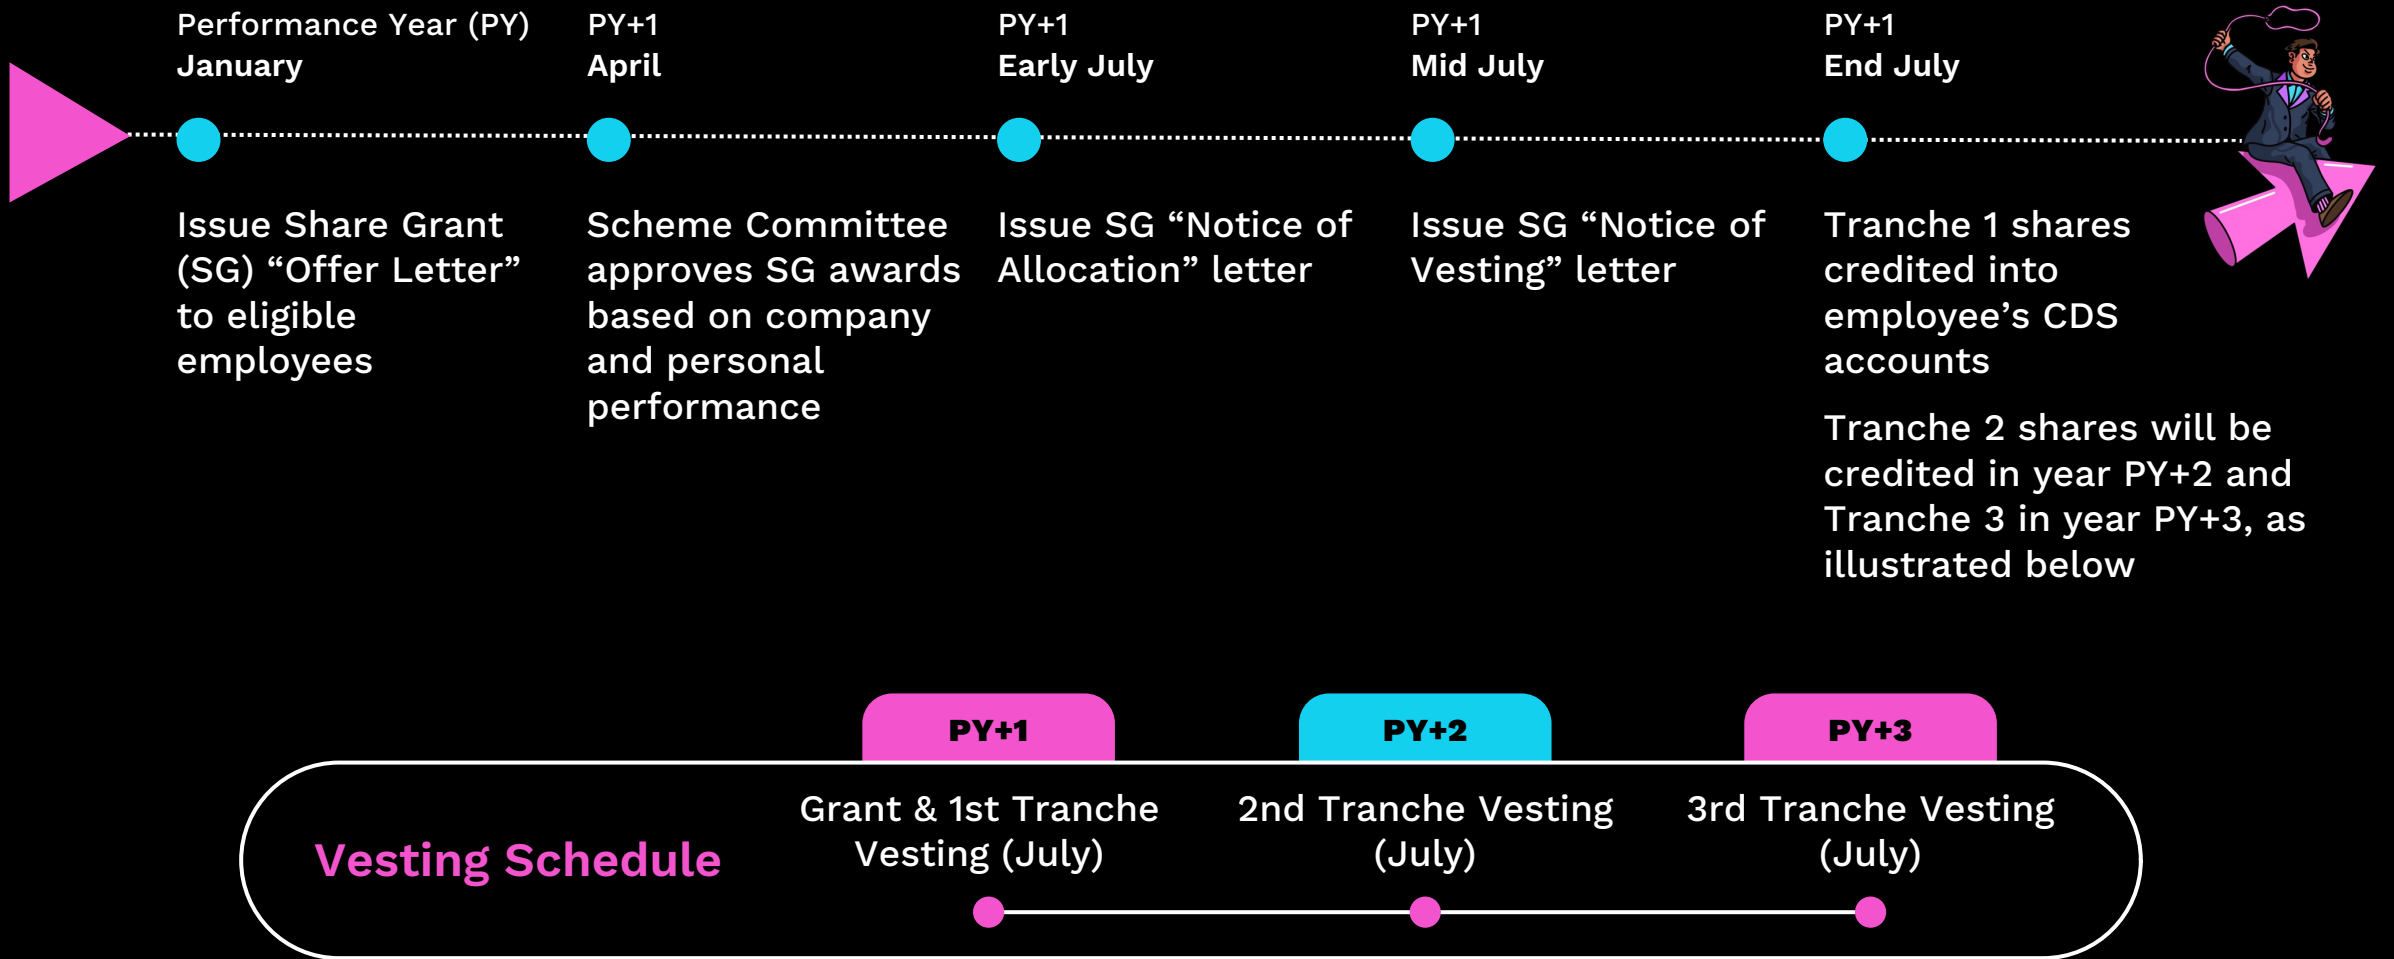 Performance Year (PY)
January
Issue Share Grant
(SG) “Offer Letter”
to eligible
employees
PY+1
April
Scheme Committee
approves SG awards
based on company
and personal
performance
PY+1
Early July
Issue SG “Notice of
Allocation” letter
PY+1
Mid July
Issue SG “Notice of
Vesting” letter
PY+1
End July
Tranche 1 shares
credited into
employee’s CDS
accounts
Tranche 2 shares will be
credited in year PY+2 and
Tranche 3 in year PY+3, as
illustrated below
Vesting Schedule
PY+1
Grant & 1st Tranche
Vesting (July)
PY+2
2nd Tranche Vesting
(July)
PY+3
3rd Tranche Vesting
(July)